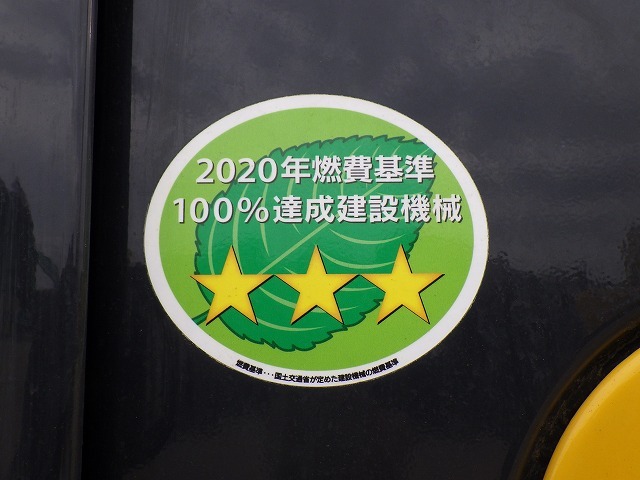 2020年燃費基準
100%達成建設機械
燃費基準・・・国土交通省が定めた建設機械の燃費基準